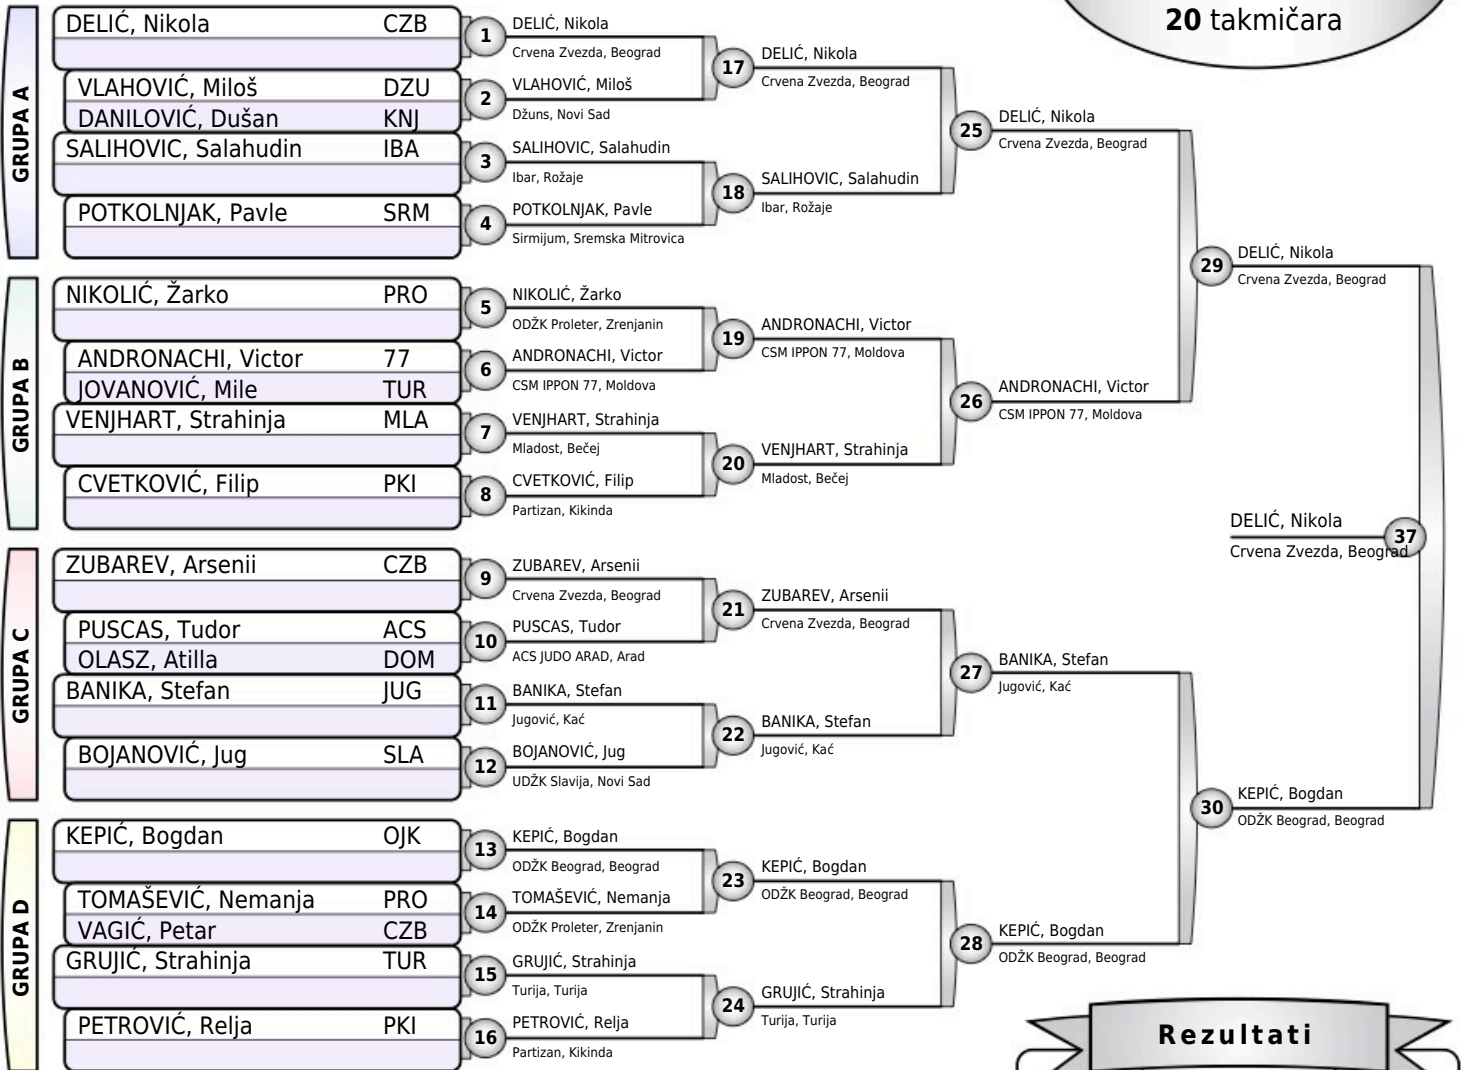 20 takmičara
GRUPA A
DELIĆ, Nikola CZB
VLAHOVIĆ, Miloš DZU
DANILOVIĆ, Dušan KNJ
SALIHOVIC, Salahudin IBA
POTKOLNJAK, Pavle SRM
GRUPA B
NIKOLIĆ, Žarko PRO
ANDRONACHI, Victor 77
JOVANOVIĆ, Mile TUR
VENJHART, Strahinja MLA
CVETKOVIĆ, Filip PKI
GRUPA C
ZUBAREV, Arsenii CZB
PUSCAS, Tudor ACS
OLASZ, Atilla DOM
BANIKA, Stefan JUG
BOJANOVIĆ, Jug SLA
GRUPA D
KEPIĆ, Bogdan OJK
TOMAŠEVIĆ, Nemanja PRO
VAGIĆ, Petar CZB
GRUJIĆ, Strahinja TUR
PETROVIĆ, Relja PKI
1 DELIĆ, Nikola
Crvena Zvezda, Beograd
2 VLAHOVIĆ, Miloš
Džuns, Novi Sad
3 SALIHOVIC, Salahudin
Ibar, Rožaje
4 POTKOLNJAK, Pavle
Sirmijum, Sremska Mitrovica
5 NIKOLIĆ, Žarko
ODŽK Proleter, Zrenjanin
6 ANDRONACHI, Victor
CSM IPPON 77, Moldova
7 VENJHART, Strahinja
Mladost, Bečej
8 CVETKOVIĆ, Filip
Partizan, Kikinda
9 ZUBAREV, Arsenii
Crvena Zvezda, Beograd
10 PUSCAS, Tudor
ACS JUDO ARAD, Arad
11 BANIKA, Stefan
Jugović, Kać
12 BOJANOVIĆ, Jug
UDŽK Slavija, Novi Sad
13 KEPIĆ, Bogdan
ODŽK Beograd, Beograd
14 TOMAŠEVIĆ, Nemanja
ODŽK Proleter, Zrenjanin
15 GRUJIĆ, Strahinja
Turija, Turija
16 PETROVIĆ, Relja
Partizan, Kikinda
17 DELIĆ, Nikola
Crvena Zvezda, Beograd
18 SALIHOVIC, Salahudin
Ibar, Rožaje
19 ANDRONACHI, Victor
CSM IPPON 77, Moldova
20 VENJHART, Strahinja
Mladost, Bečej
21 ZUBAREV, Arsenii
Crvena Zvezda, Beograd
22 BANIKA, Stefan
Jugović, Kać
23 KEPIĆ, Bogdan
ODŽK Beograd, Beograd
24 GRUJIĆ, Strahinja
Turija, Turija
25 DELIĆ, Nikola
Crvena Zvezda, Beograd
26 ANDRONACHI, Victor
CSM IPPON 77, Moldova
27 BANIKA, Stefan
Jugović, Kać
28 KEPIĆ, Bogdan
ODŽK Beograd, Beograd
29 DELIĆ, Nikola
Crvena Zvezda, Beograd
30 KEPIĆ, Bogdan
ODŽK Beograd, Beograd
DELIĆ, Nikola 37
Crvena Zvezda, Beograd
Rezultati